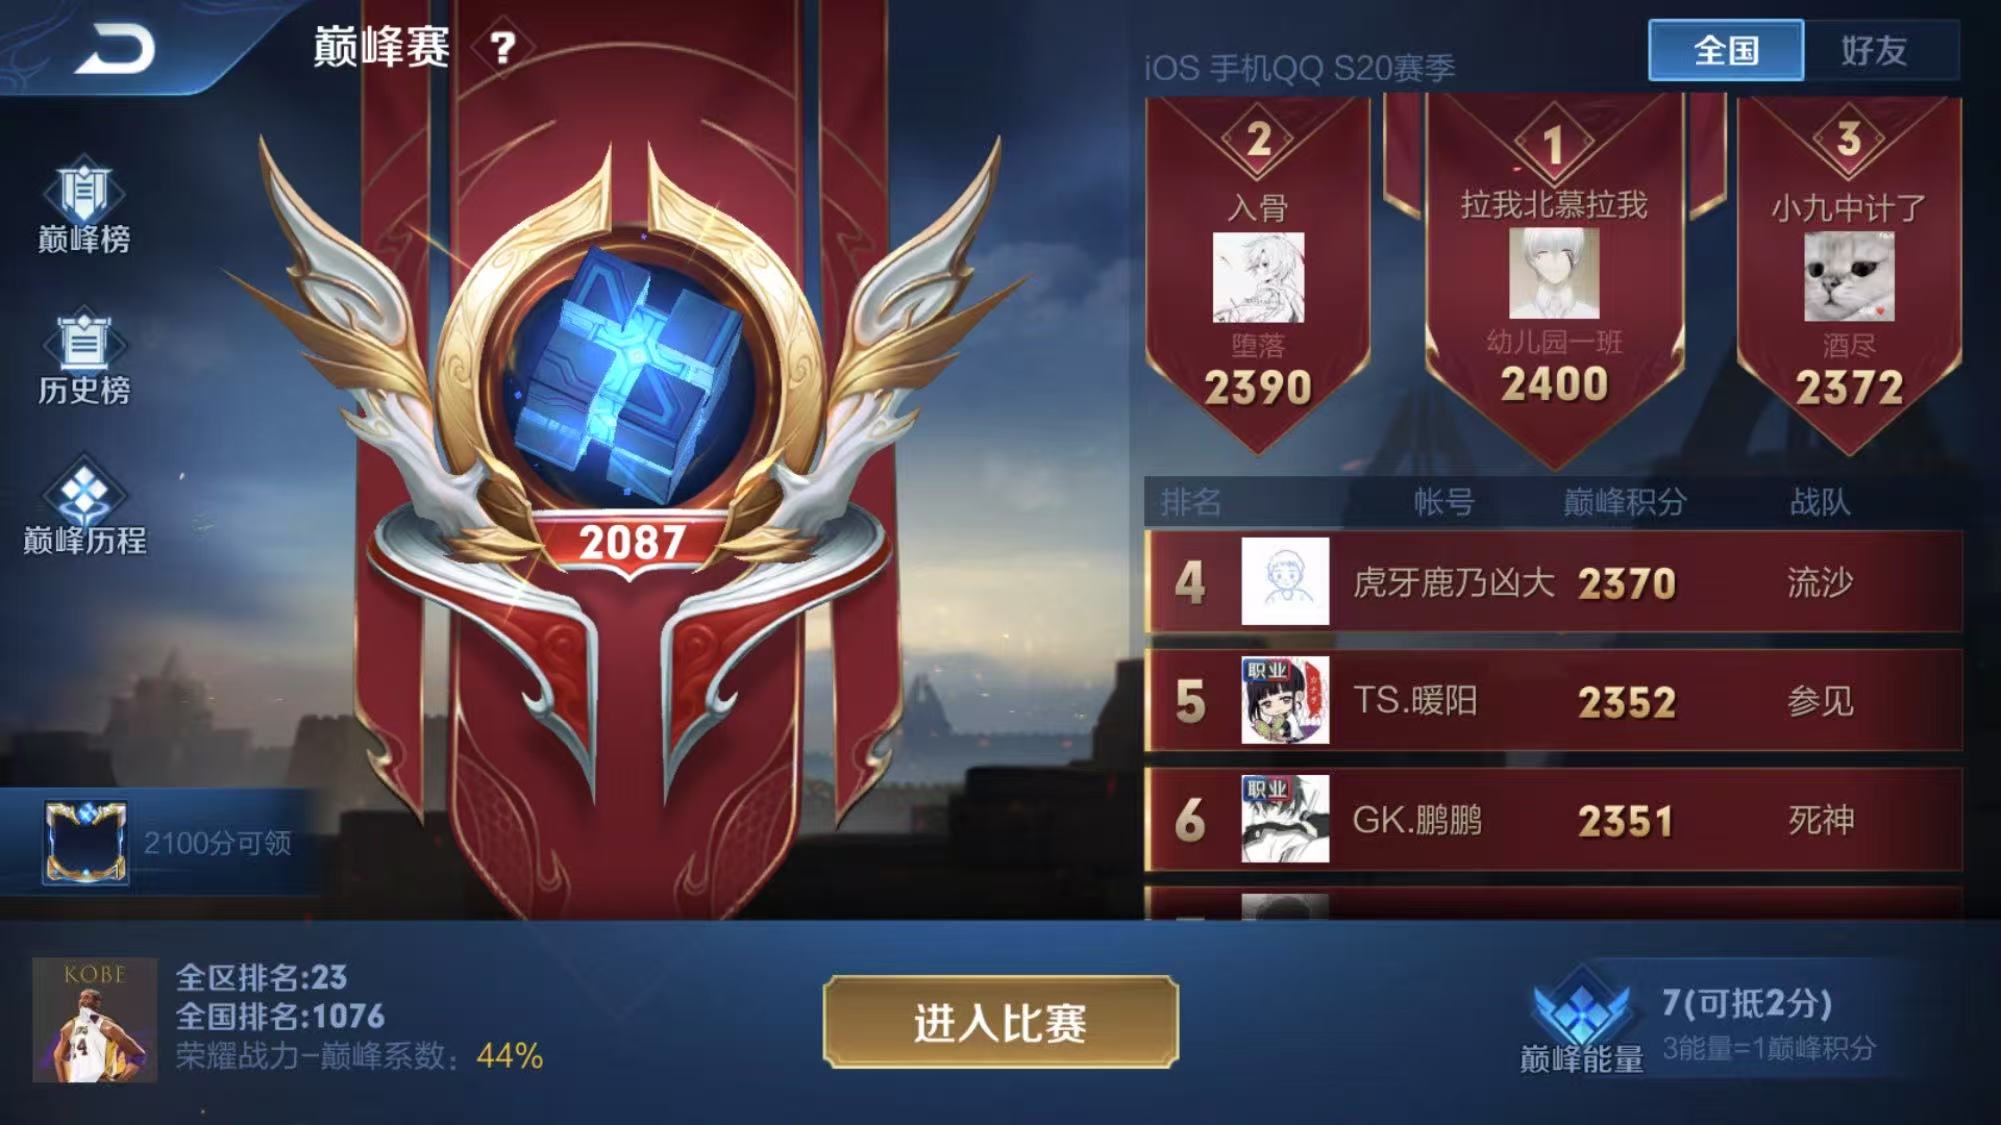 巅峰赛 ?
iOS 手机QQ S20赛季
全国 好友
巅峰榜
历史榜
巅峰历程
2087
2100分可领
2
入骨
堕落
2390
1
拉我北慕拉我
幼儿园一班
2400
3
小九中计了
酒尽
2372
排名 帐号 巅峰积分 战队
4 虎牙鹿乃凶大 2370 流沙
5 职业 TS.暖阳 2352 参见
6 职业 GK.鹏鹏 2351 死神
KOBE
全区排名:23
全国排名:1076
荣耀战力-巅峰系数：44%
进入比赛
巅峰能量
7(可抵2分)
3能量=1巅峰积分